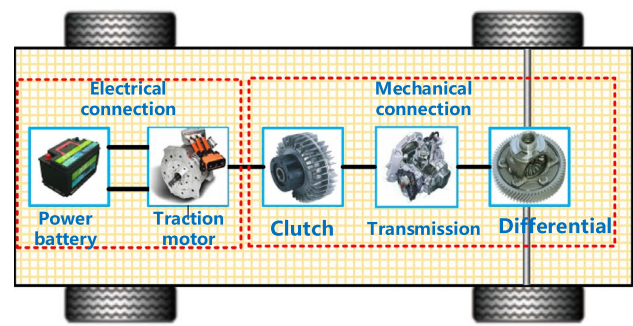 Electrical
connection
Mechanical
connection
Power
battery
Traction
motor
Clutch
Transmission
Differential